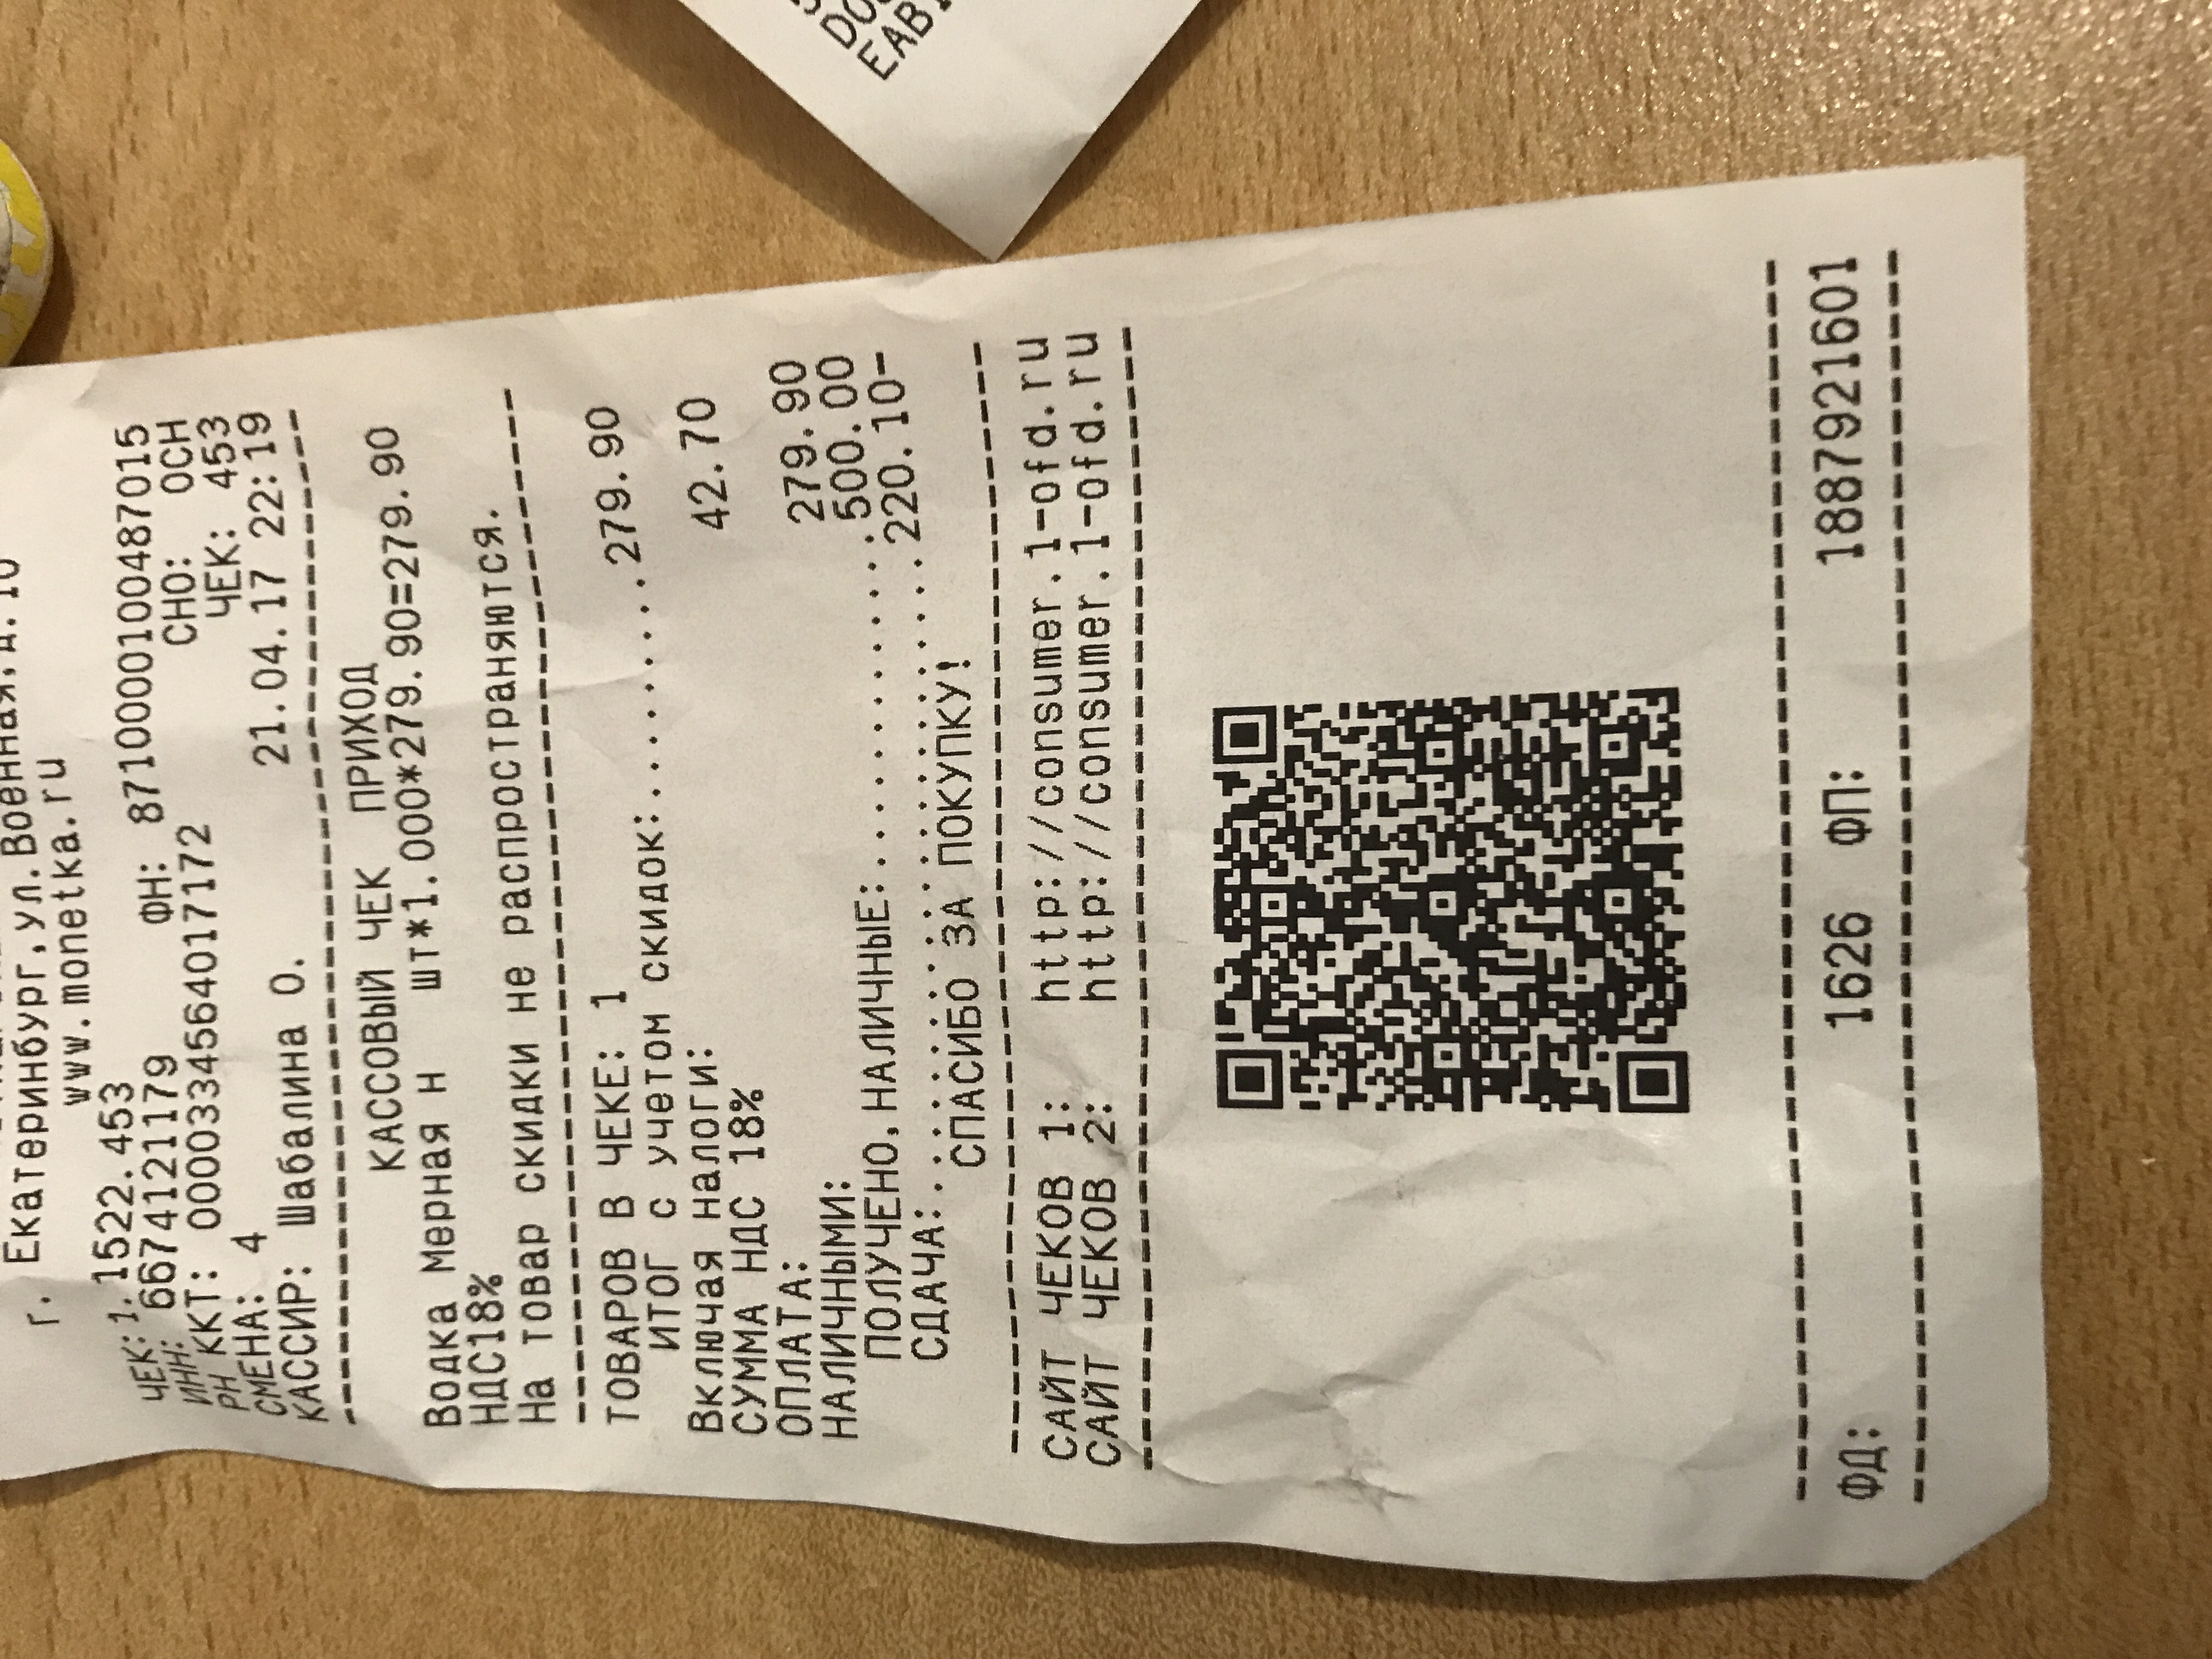 г. Екатеринбург,ул.Военная,д.10
www.monetka.ru
ЧЕК:1.1522.453
ИНН: 6674121179 ФН: 8710000100487015
РН ККТ: 0000334564017172 СНО: ОСН
СМЕНА: 4 ЧЕК: 453
КАССИР: Шабалина О. 21.04.17 22:19
КАССОВЫЙ ЧЕК ПРИХОД
Водка Мерная н шт*1.000*279.90=279.90
НДС18%
На товар скидки не распространяются.
ТОВАРОВ В ЧЕКЕ: 1
ИТОГ с учетом скидок:.........279.90
Включая налоги:
СУММА НДС 18% 42.70
ОПЛАТА:
НАЛИЧНЫМИ: 279.90
ПОЛУЧЕНО,НАЛИЧНЫЕ:..............500.00
СДАЧА:........................220.10-
СПАСИБО ЗА ПОКУПКУ!
САЙТ ЧЕКОВ 1: http://consumer.1-ofd.ru
САЙТ ЧЕКОВ 2: http://consumer.1-ofd.ru
ФД: 1626 ФП: 1887921601